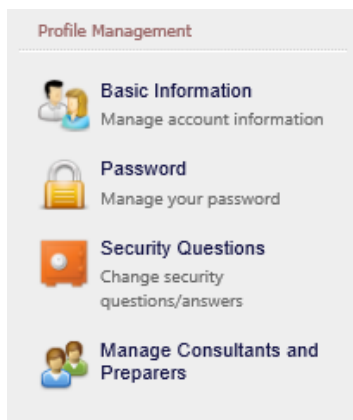 Profile Management
Basic Information
Manage account information
Password
Manage your password
Security Questions
Change security
questions/answers
Manage Consultants and
Preparers